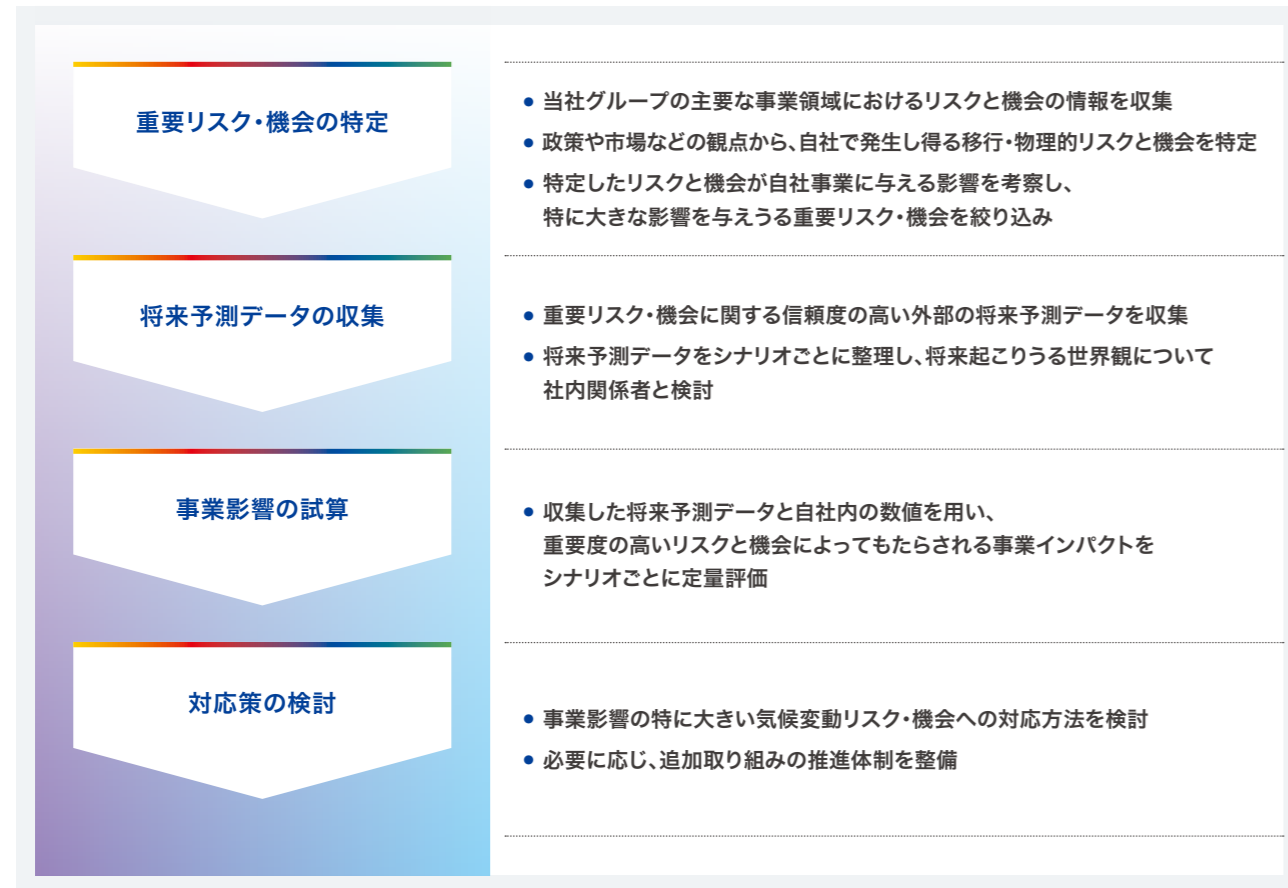 重要リスク・機会の特定
● 当社グループの主要な事業領域におけるリスクと機会の情報を収集
● 政策や市場などの観点から、自社で発生し得る移行・物理的リスクと機会を特定
● 特定したリスクと機会が自社事業に与える影響を考察し、
特に大きな影響を与えうる重要リスク・機会を絞り込み
将来予測データの収集
● 重要リスク・機会に関する信頼度の高い外部の将来予測データを収集
● 将来予測データをシナリオごとに整理し、将来起こりうる世界観について
社内関係者と検討
事業影響の試算
● 収集した将来予測データと自社内の数値を用い、
重要度の高いリスクと機会によってもたらされる事業インパクトを
シナリオごとに定量評価
対応策の検討
● 事業影響の特に大きい気候変動リスク・機会への対応方法を検討
● 必要に応じ、追加取り組みの推進体制を整備